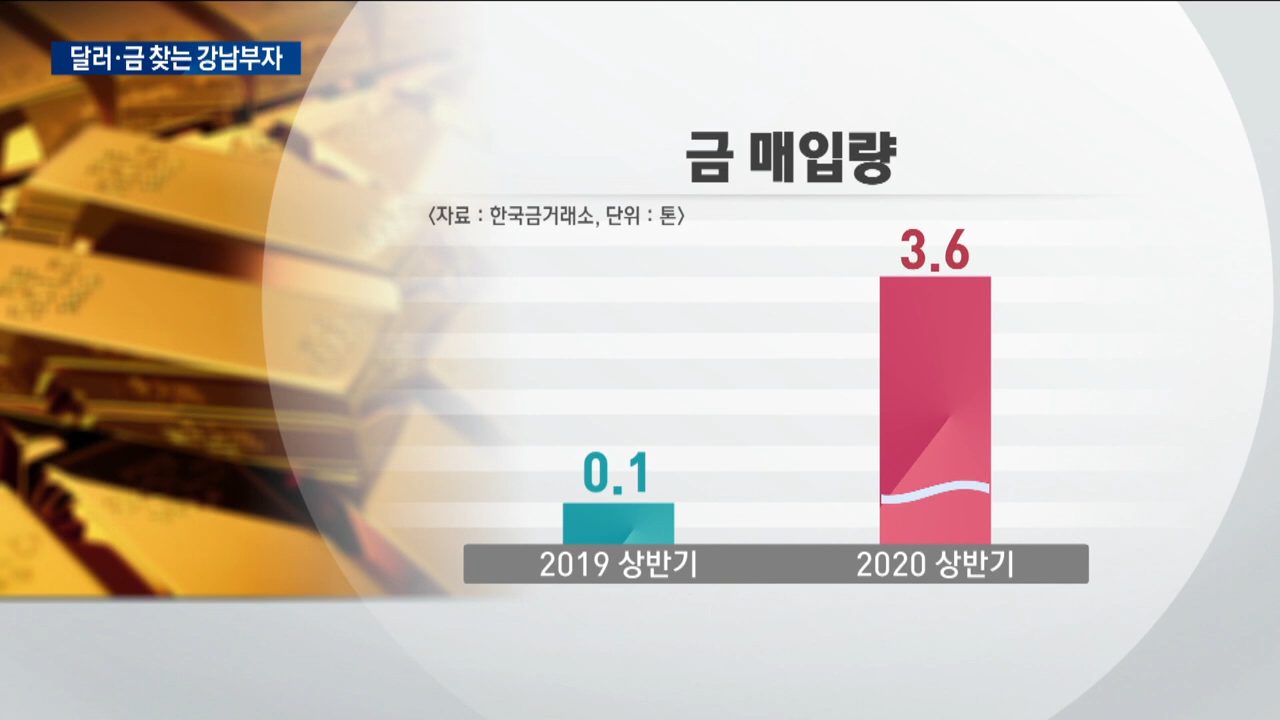 달러·금 찾는 강남부자
금 매입량
〈자료 : 한국금거래소, 단위 : 톤〉
3.6
0.1
2019 상반기
2020 상반기